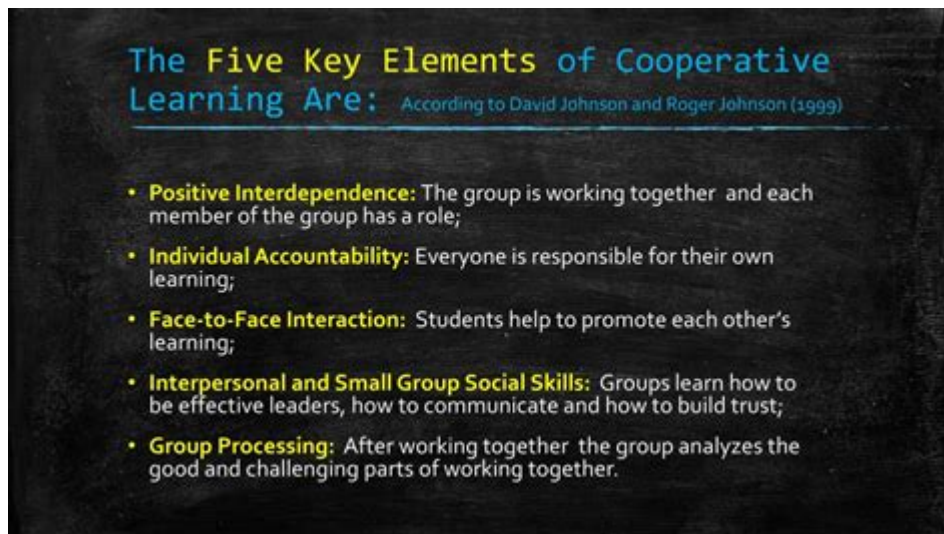 The Five Key Elements of Cooperative
Learning Are: According to David Johnson and Roger Johnson (1999)
• Positive Interdependence: The group is working together and each
member of the group has a role;
• Individual Accountability: Everyone is responsible for their own
learning;
• Face-to-Face Interaction: Students help to promote each other's
learning;
• Interpersonal and Small Group Social Skills: Groups learn how to
be effective leaders, how to communicate and how to build trust;
• Group Processing: After working together the group analyzes the
good and challenging parts of working together.